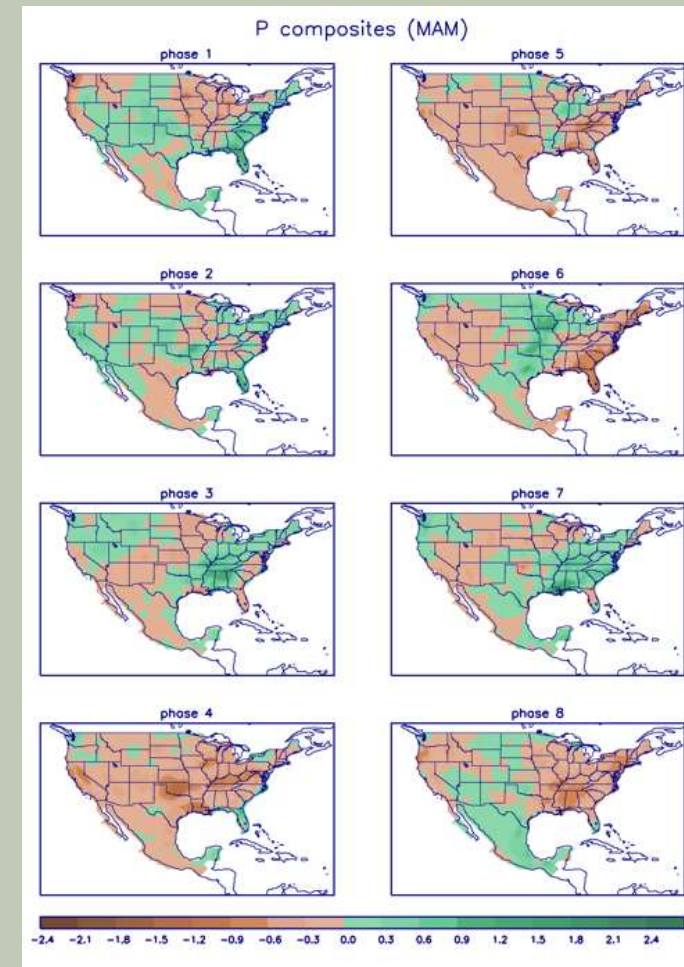 P composites (MAM)
phase 1
phase 5
phase 2
phase 6
phase 3
phase 7
phase 4
phase 8
-2.4 -2.1 -1.8 -1.5 -1.2 -0.9 -0.6 -0.3 0.0 0.3 0.6 0.9 1.2 1.5 1.8 2.1 2.4